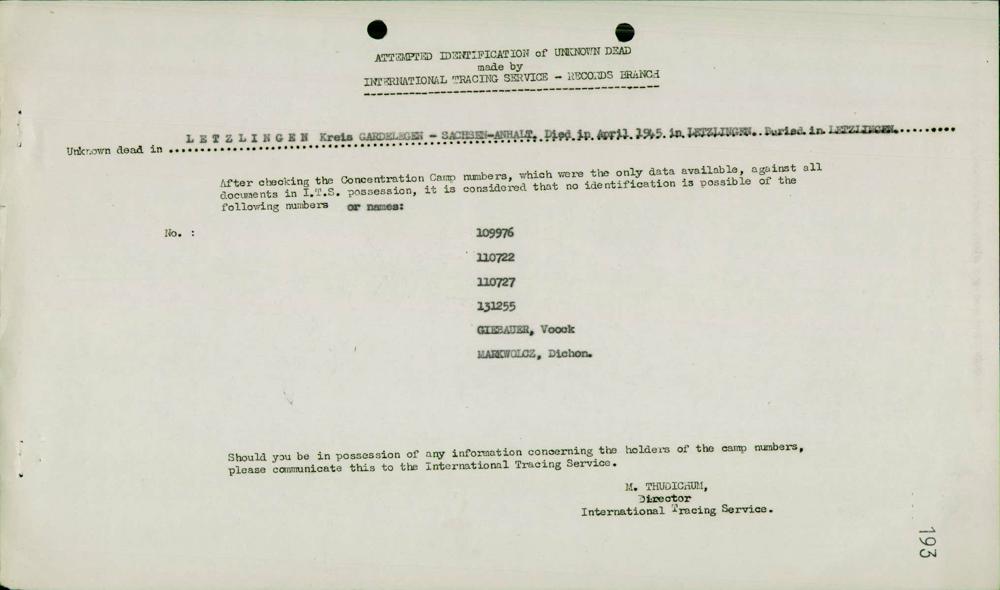 ATTEMPTED IDENTIFICATION of UNKNOWN DEAD
made by
INTERNATIONAL TRACING SERVICE - RECORDS BRANCH
Unknown dead in ... L E T Z L I N G E N Kreis GARDELEGEN - SACHSEN-ANHALT. Died in April 1945 in LETZLINGEN. Buried in LETZLINGEN.
After checking the Concentration Camp numbers, which were the only data available, against all
documents in I.T.S. possession, it is considered that no identification is possible of the
following numbers or names:
No. : 109976
110722
110727
131255
GIEBAUER, Voock
MARKWOLCZ, Dichon.
Should you be in possession of any information concerning the holders of the camp numbers,
please communicate this to the International Tracing Service.
M. THUDICHUM,
Director
International Tracing Service.
193